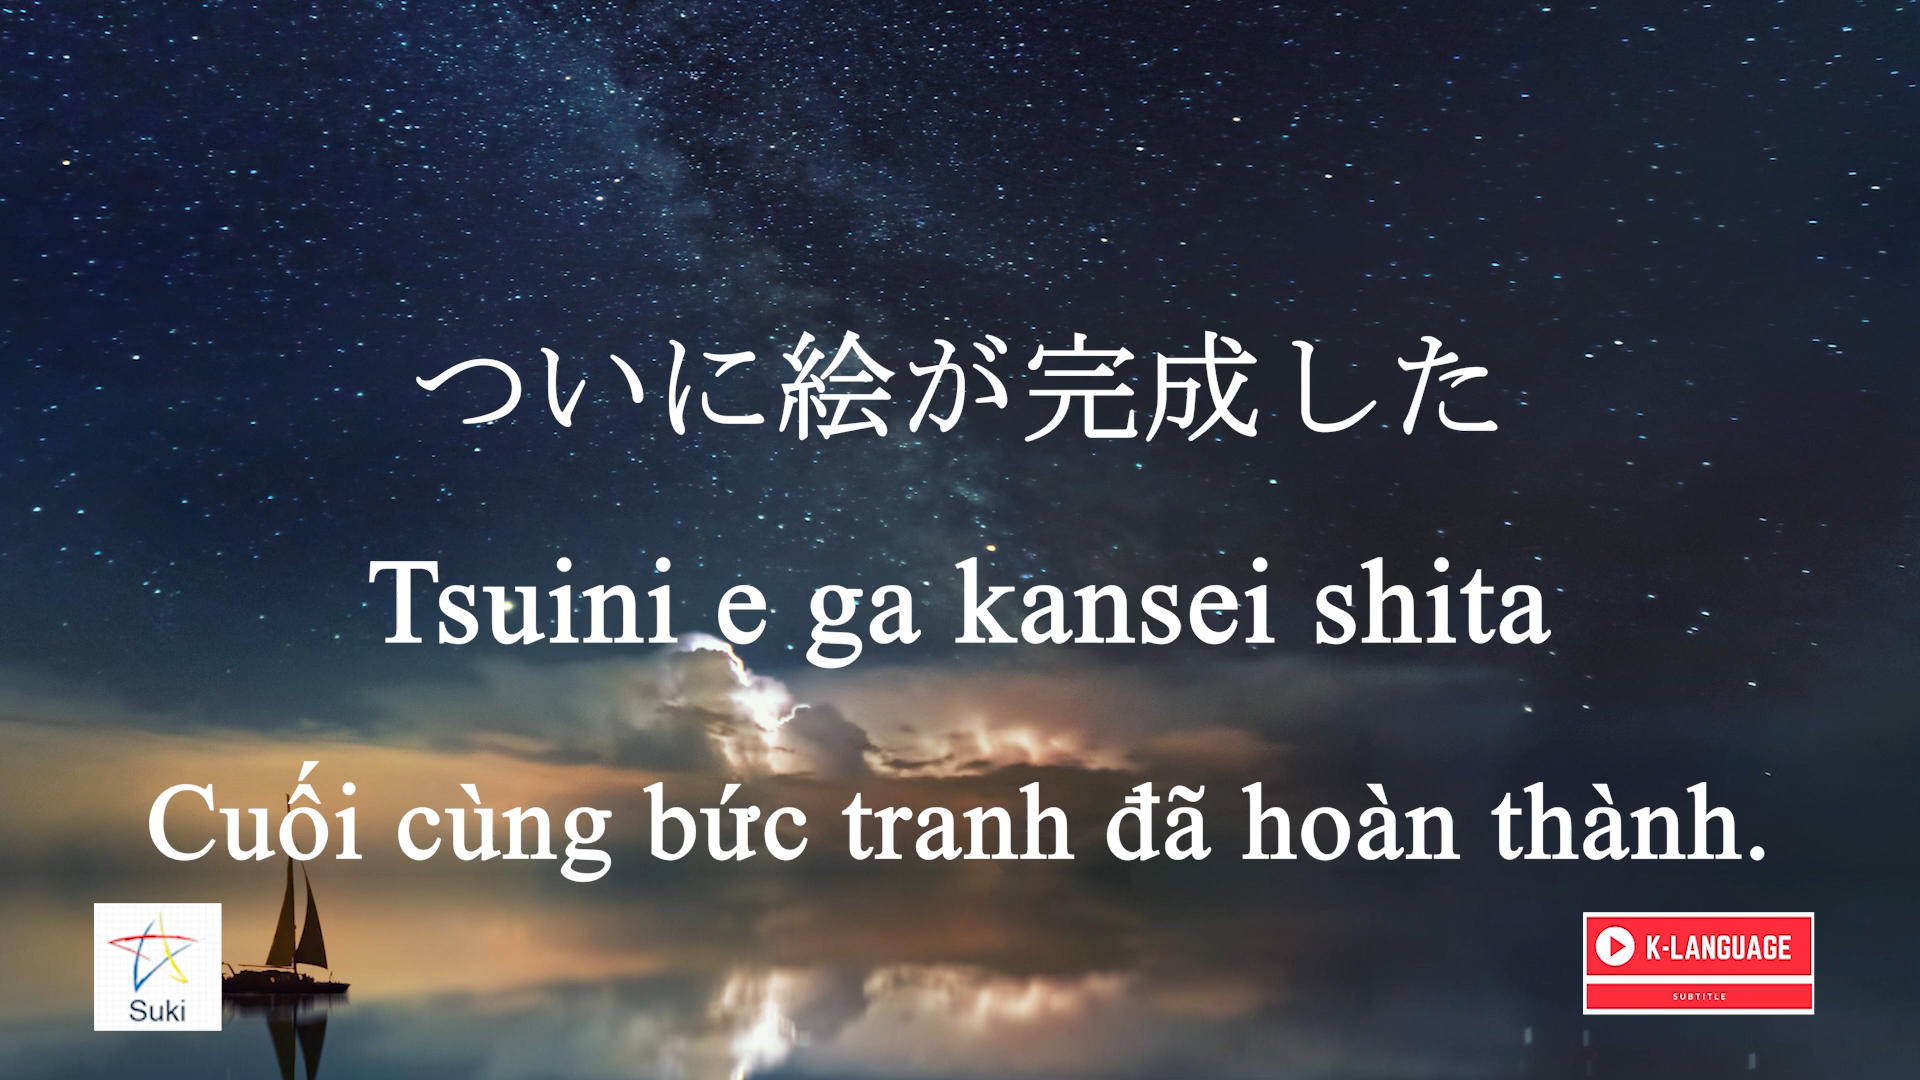 ついに絵が完成した
Tsuini e ga kansei shita
Cuối cùng bức tranh đã hoàn thành.
Suki
K-LANGUAGE
SUBTITLE